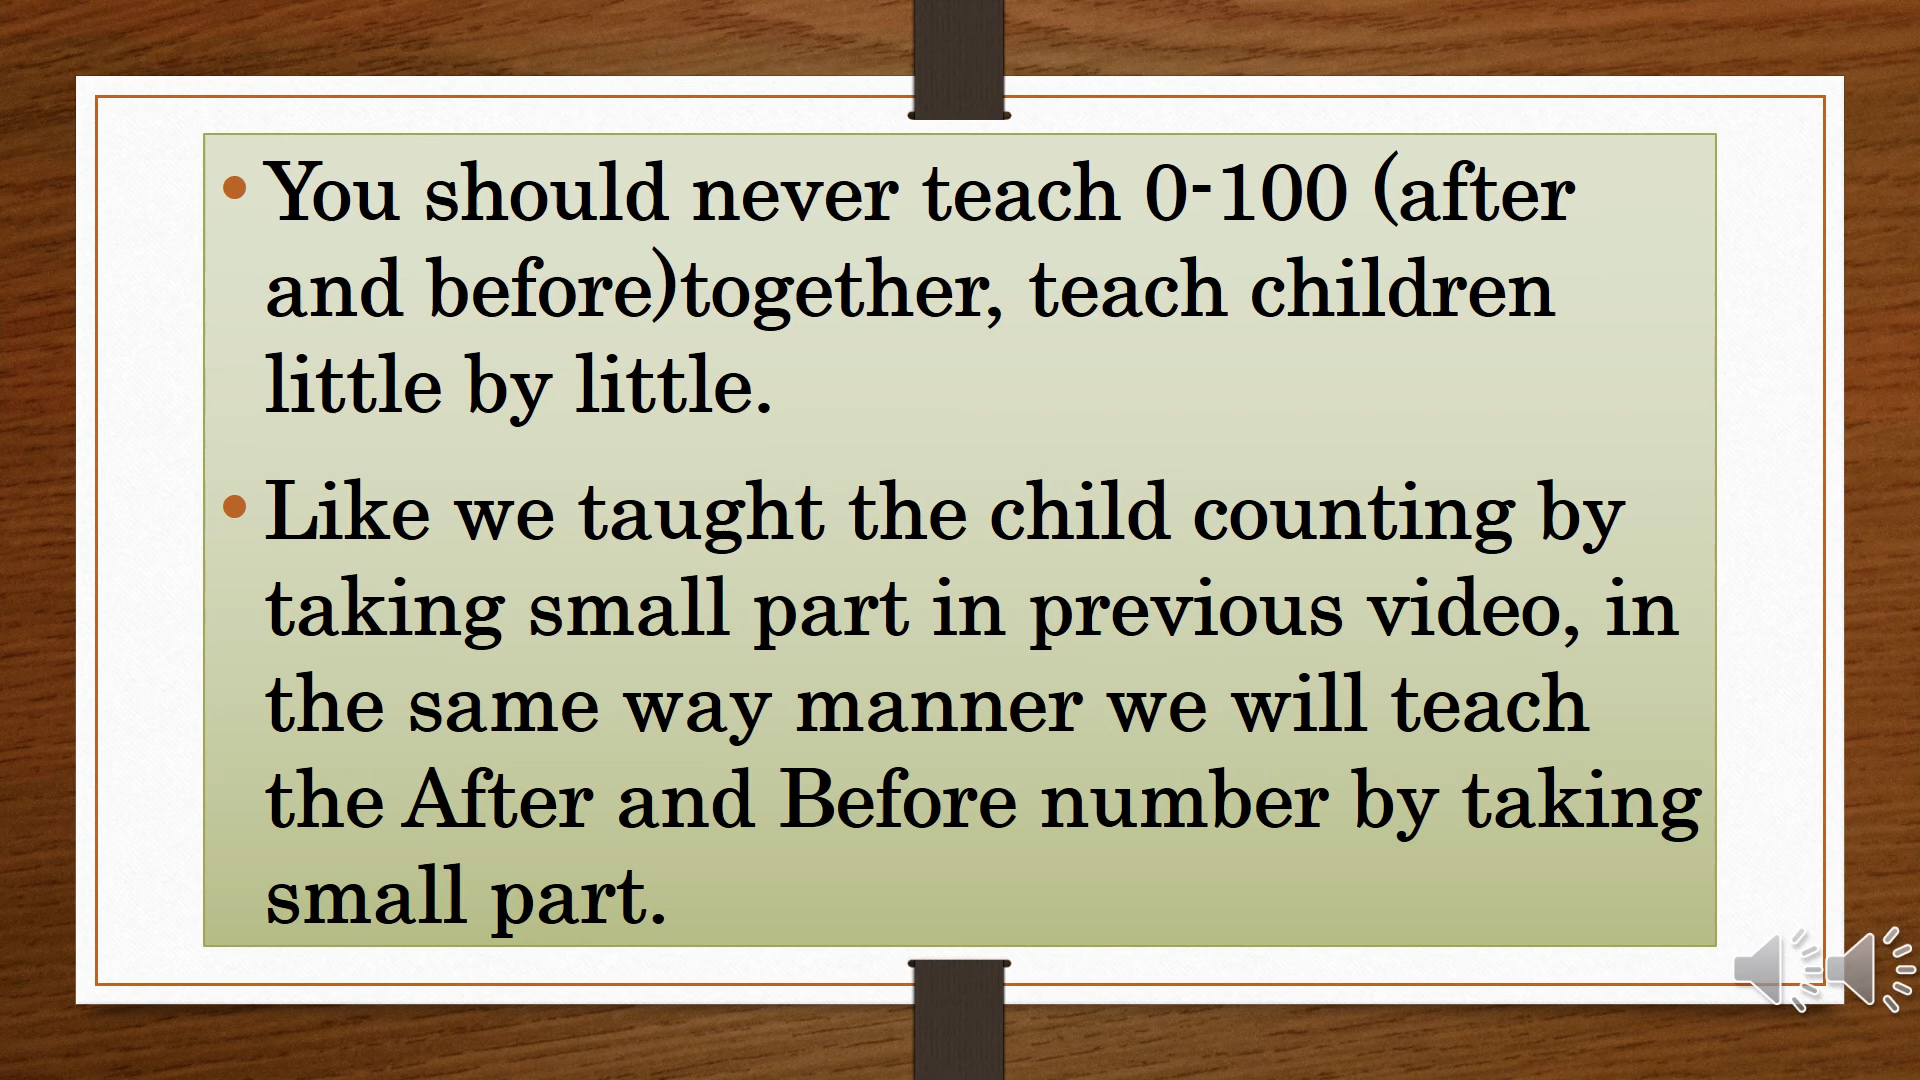 • You should never teach 0-100 (after
and before)together, teach children
little by little.
• Like we taught the child counting by
taking small part in previous video, in
the same way manner we will teach
the After and Before number by taking
small part.